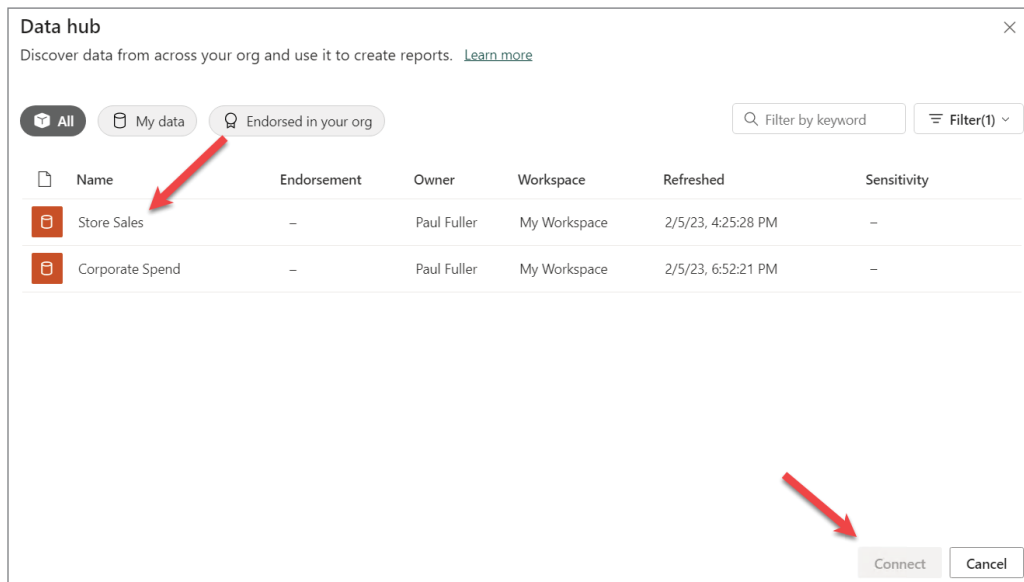 Data hub
Discover data from across your org and use it to create reports. Learn more
All My data Endorsed in your org Filter by keyword Filter(1)
Name Endorsement Owner Workspace Refreshed Sensitivity
Store Sales – Paul Fuller My Workspace 2/5/23, 4:25:28 PM –
Corporate Spend – Paul Fuller My Workspace 2/5/23, 6:52:21 PM –
Connect Cancel